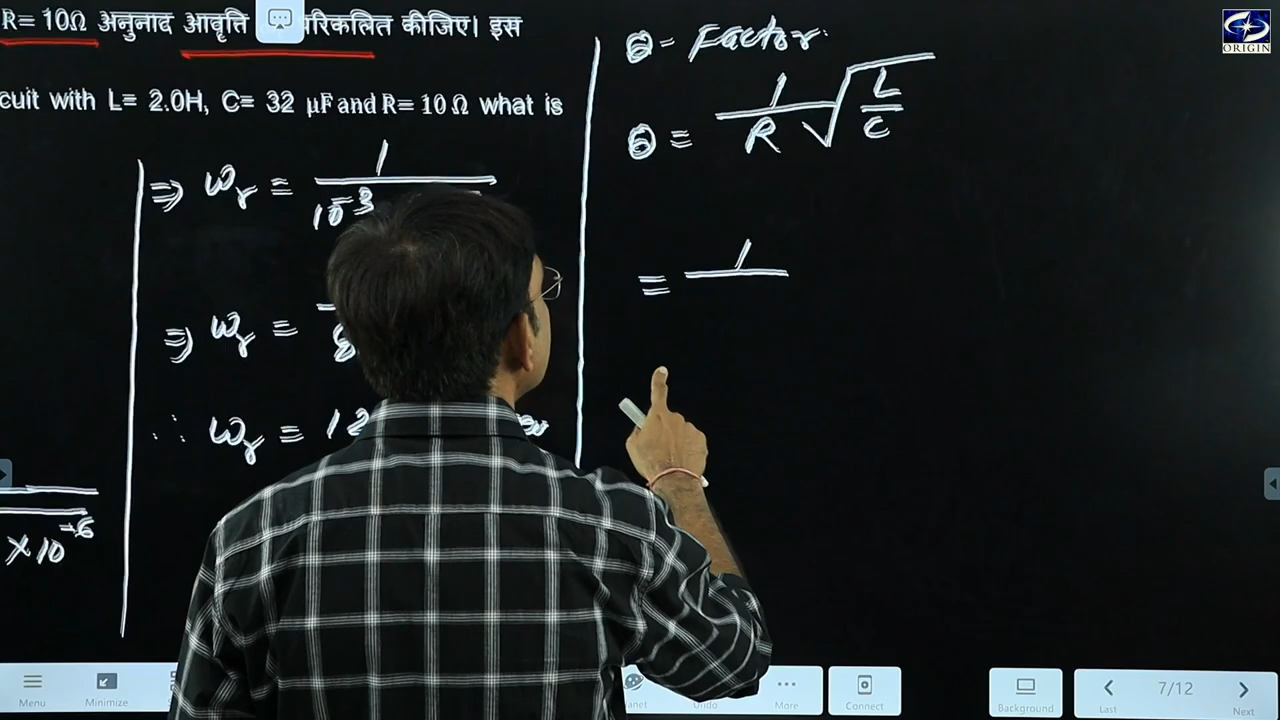 R= 10Ω अनुनाद आवृति परिकलित कीजिए। इस
cuit with L= 2.0H, C= 32 μF and R= 10 Ω what is
⇒ ωᵣ = 1 / 10⁻³
⇒ ωᵣ =
∴ ωᵣ = 12
× 10⁻⁶
Q = Factor
Q = 1/R √(L/C)
= 1
ORIGIN
Menu
Minimize
Undo
More
Connect
Background
Last
7/12
Next